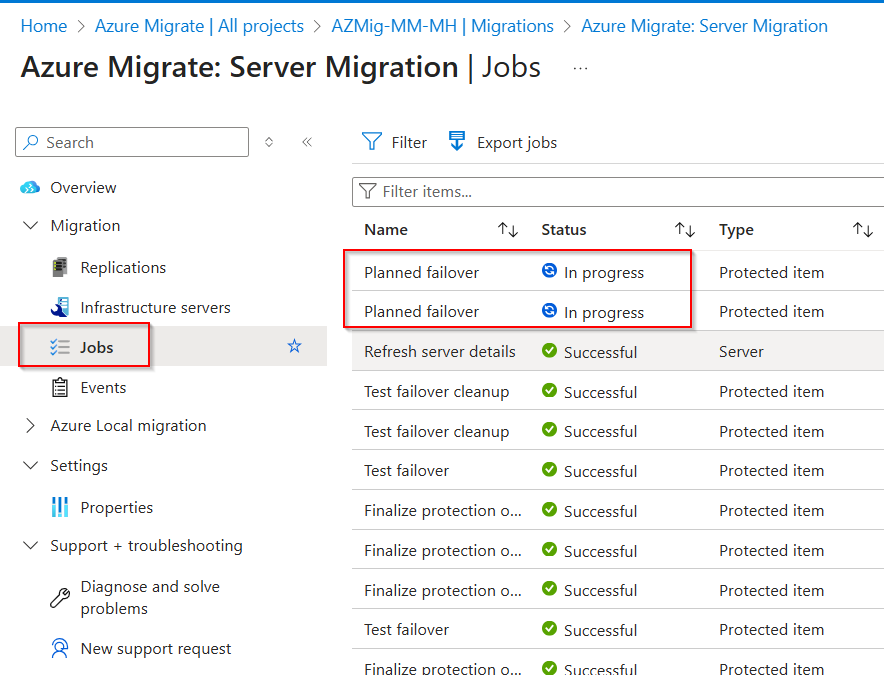 Home > Azure Migrate | All projects > AZMig-MM-MH | Migrations > Azure Migrate: Server Migration
Azure Migrate: Server Migration | Jobs ...
Search
Overview
Migration
Replications
Infrastructure servers
Jobs
Events
Azure Local migration
Settings
Properties
Support + troubleshooting
Diagnose and solve
problems
New support request
Filter Export jobs
Filter items...
Name Status Type
Planned failover In progress Protected item
Planned failover In progress Protected item
Refresh server details Successful Server
Test failover cleanup Successful Protected item
Test failover cleanup Successful Protected item
Test failover Successful Protected item
Finalize protection o... Successful Protected item
Finalize protection o... Successful Protected item
Finalize protection o... Successful Protected item
Test failover Successful Protected item
Finalize protection o... Successful Protected item